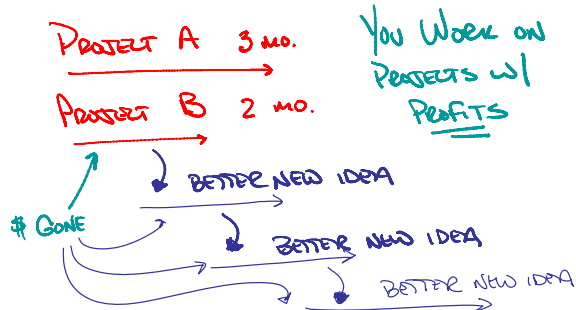 PROJECT A 3 MO.
PROJECT B 2 MO.
YOU WORK ON
PROJECTS W/
PROFITS
BETTER NEW IDEA
$ GONE
BETTER NEW IDEA
BETTER NEW IDEA